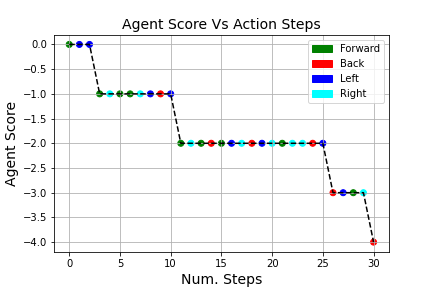 Agent Score Vs Action Steps
0.0
−0.5
−1.0
−1.5
−2.0
−2.5
−3.0
−3.5
−4.0
Agent Score
Forward
Back
Left
Right
0 5 10 15 20 25 30
Num. Steps